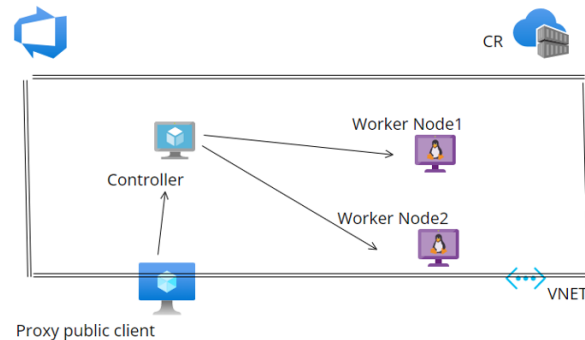 CR
Worker Node1
Controller
Worker Node2
VNET
Proxy public client